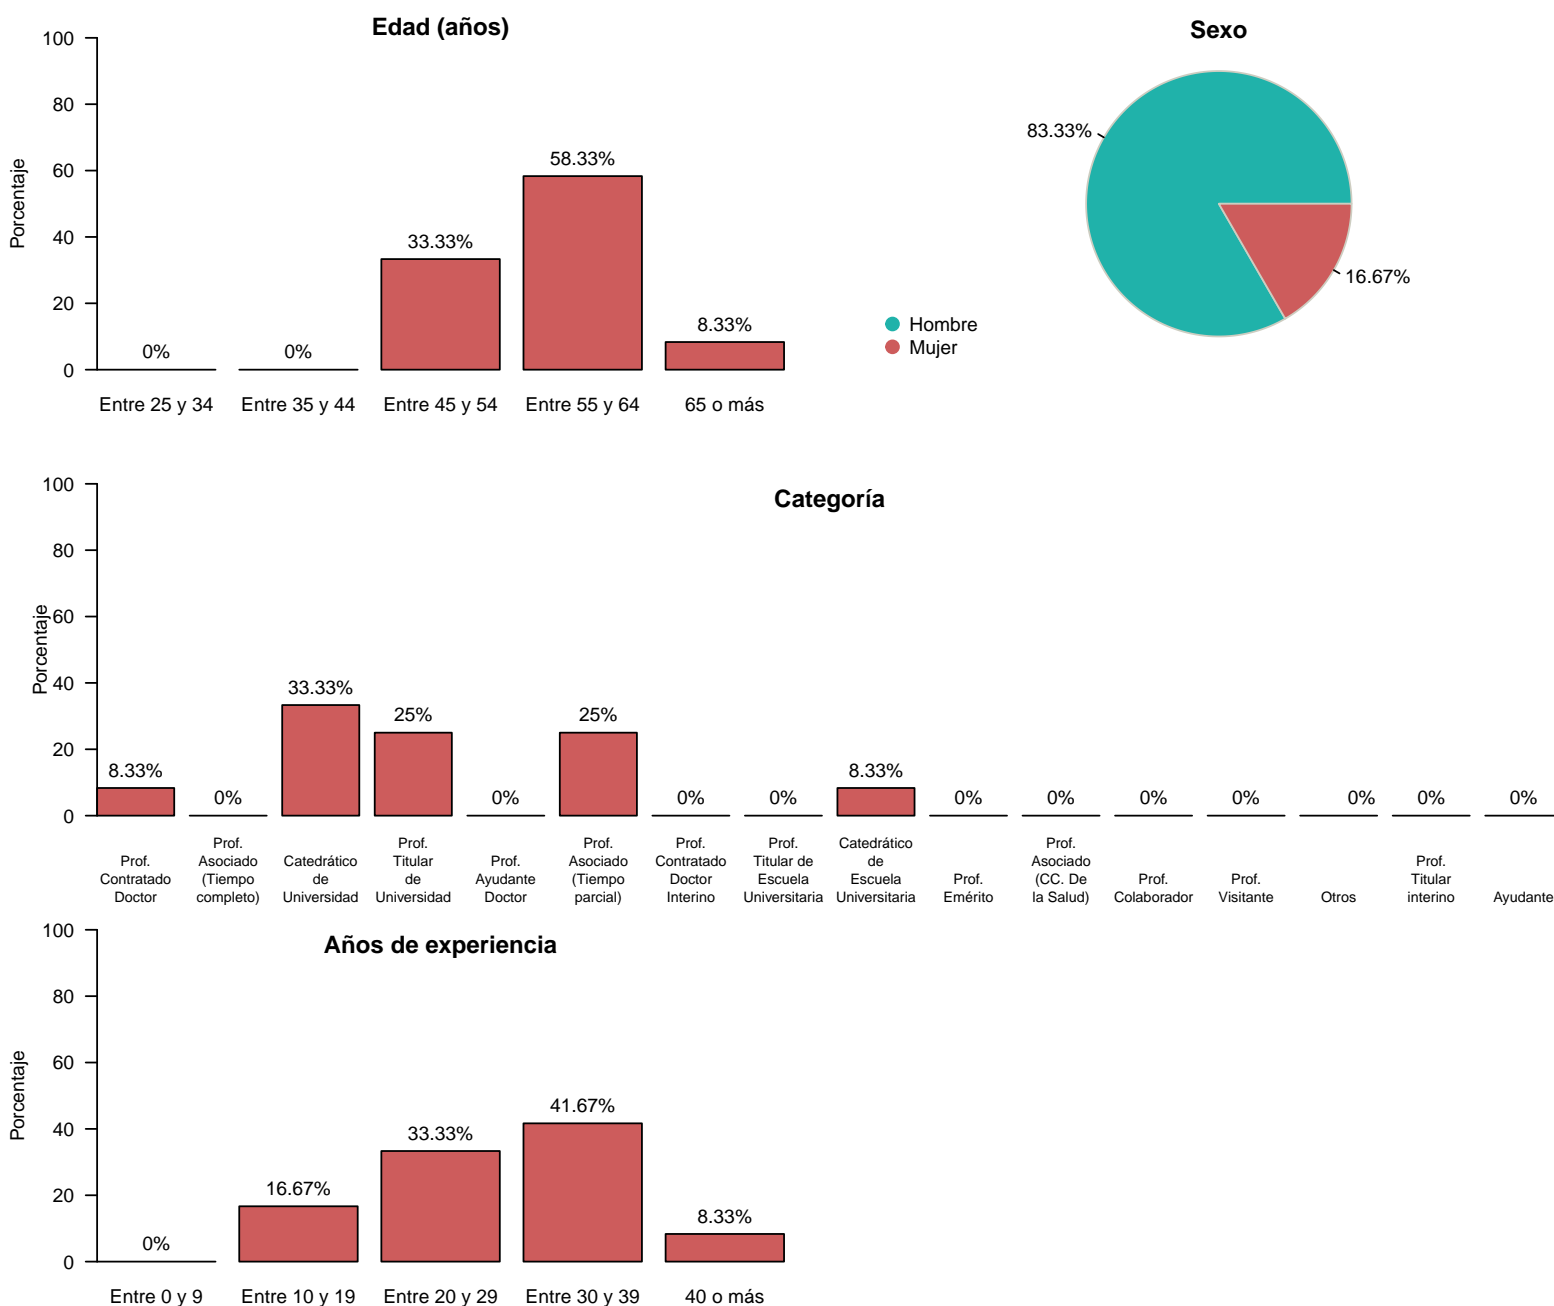 Edad (años)
Porcentaje
100
80
60
40
20
0
0%
0%
33.33%
58.33%
8.33%
Entre 25 y 34
Entre 35 y 44
Entre 45 y 54
Entre 55 y 64
65 o más
Sexo
83.33%
16.67%
Hombre
Mujer
Categoría
Porcentaje
100
80
60
40
20
0
8.33%
0%
33.33%
25%
0%
25%
0%
0%
8.33%
0%
0%
0%
0%
0%
0%
0%
Prof.
Contratado
Doctor
Prof.
Asociado
(Tiempo
completo)
Catedrático
de
Universidad
Prof.
Titular
de
Universidad
Prof.
Ayudante
Doctor
Prof.
Asociado
(Tiempo
parcial)
Prof.
Contratado
Doctor
Interino
Prof.
Titular de
Escuela
Universitaria
Catedrático
de
Escuela
Universitaria
Prof.
Emérito
Prof.
Asociado
(CC. De
la Salud)
Prof.
Colaborador
Prof.
Visitante
Otros
Prof.
Titular
interino
Ayudante
Años de experiencia
Porcentaje
100
80
60
40
20
0
0%
16.67%
33.33%
41.67%
8.33%
Entre 0 y 9
Entre 10 y 19
Entre 20 y 29
Entre 30 y 39
40 o más